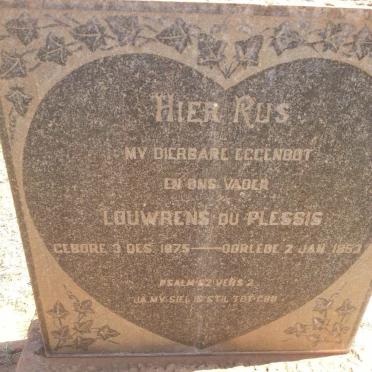 HIER RUS
MY DIERBARE EGGENOOT
EN ONS VADER
LOUWRENS DU PLESSIS
GEBORE 3 DES. 1875 — OORLEDE 2 JAN. 1953
PSALM 62 VERS 2
JA MY SIEL IS STIL TOT GOD